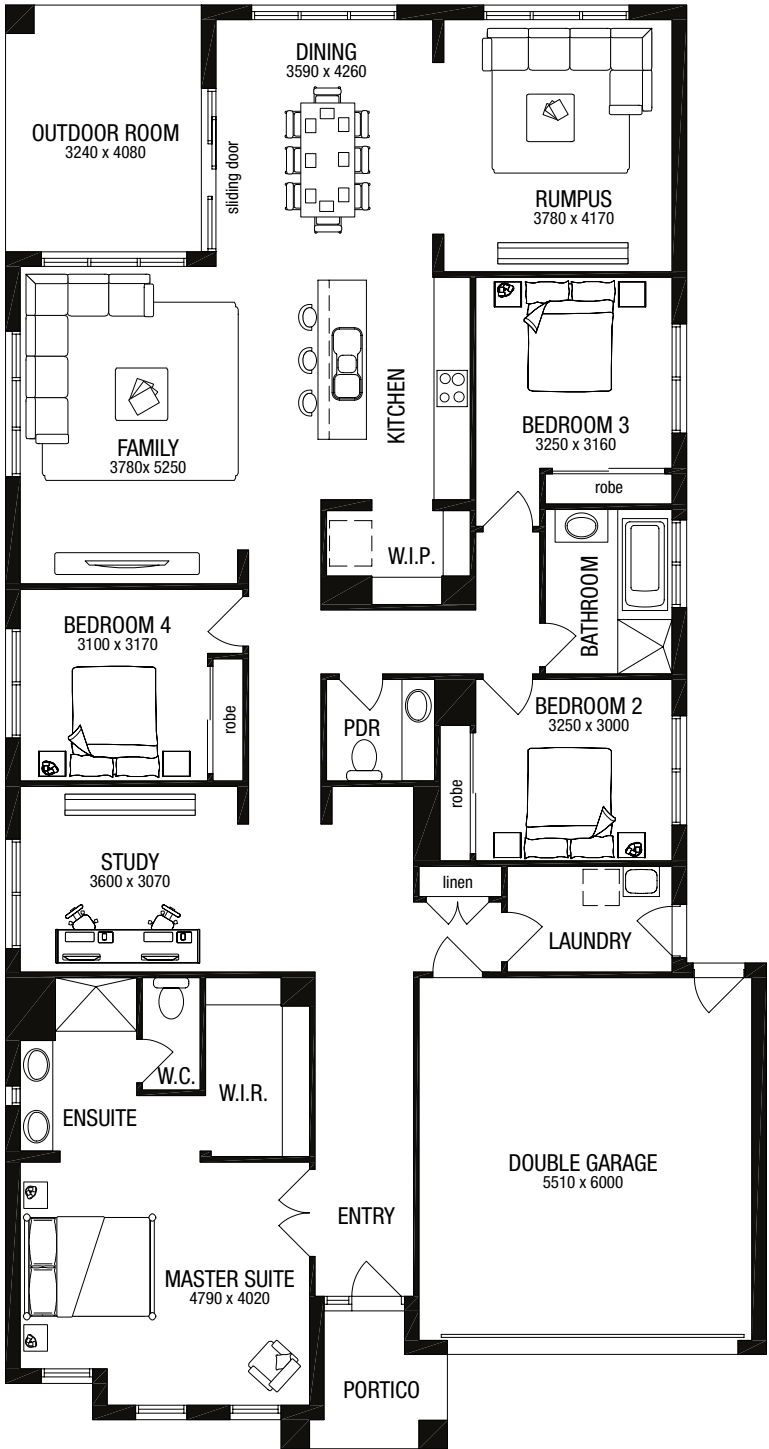 DINING
3590 x 4260
OUTDOOR ROOM
3240 x 4080
sliding door
RUMPUS
3780 x 4170
KITCHEN
BEDROOM 3
3250 x 3160
FAMILY
3780x 5250
robe
W.I.P.
BATHROOM
BEDROOM 4
3100 x 3170
robe
PDR
BEDROOM 2
3250 x 3000
robe
STUDY
3600 x 3070
linen
LAUNDRY
W.C.
W.I.R.
ENSUITE
DOUBLE GARAGE
5510 x 6000
ENTRY
MASTER SUITE
4790 x 4020
PORTICO